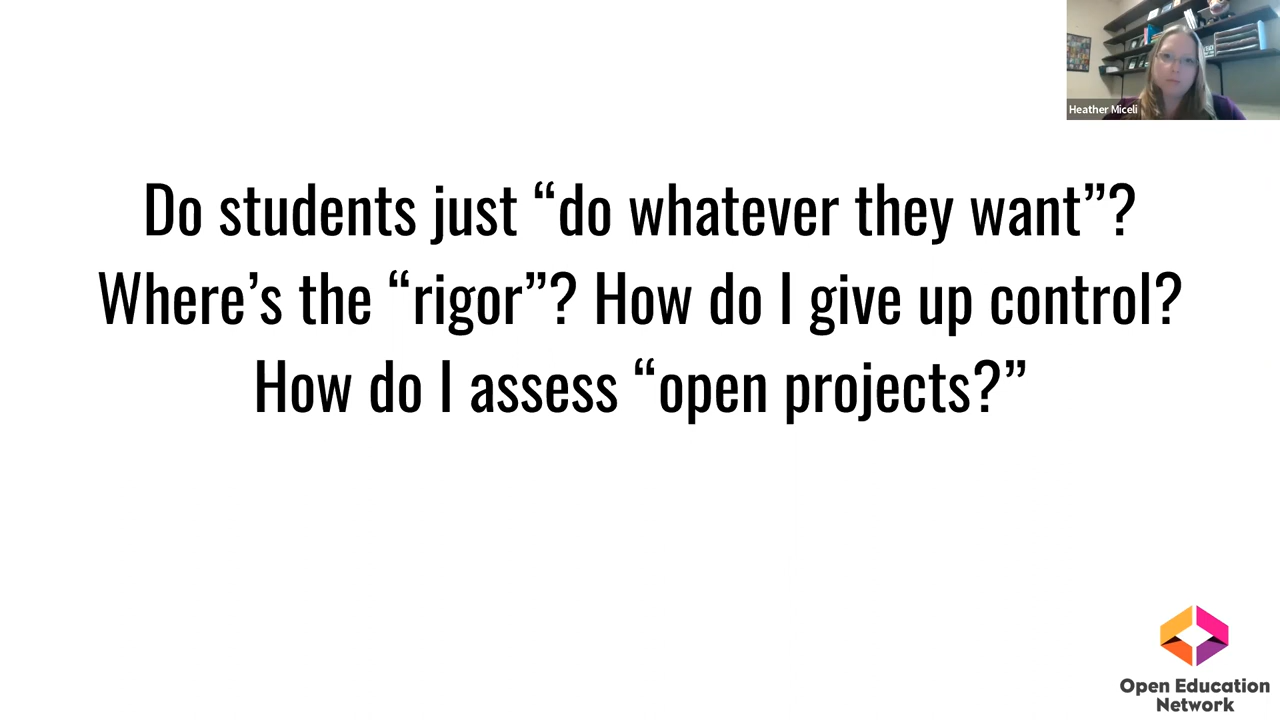 Heather Miceli
Do students just “do whatever they want”?
Where’s the “rigor”? How do I give up control?
How do I assess “open projects?”
Open Education
Network